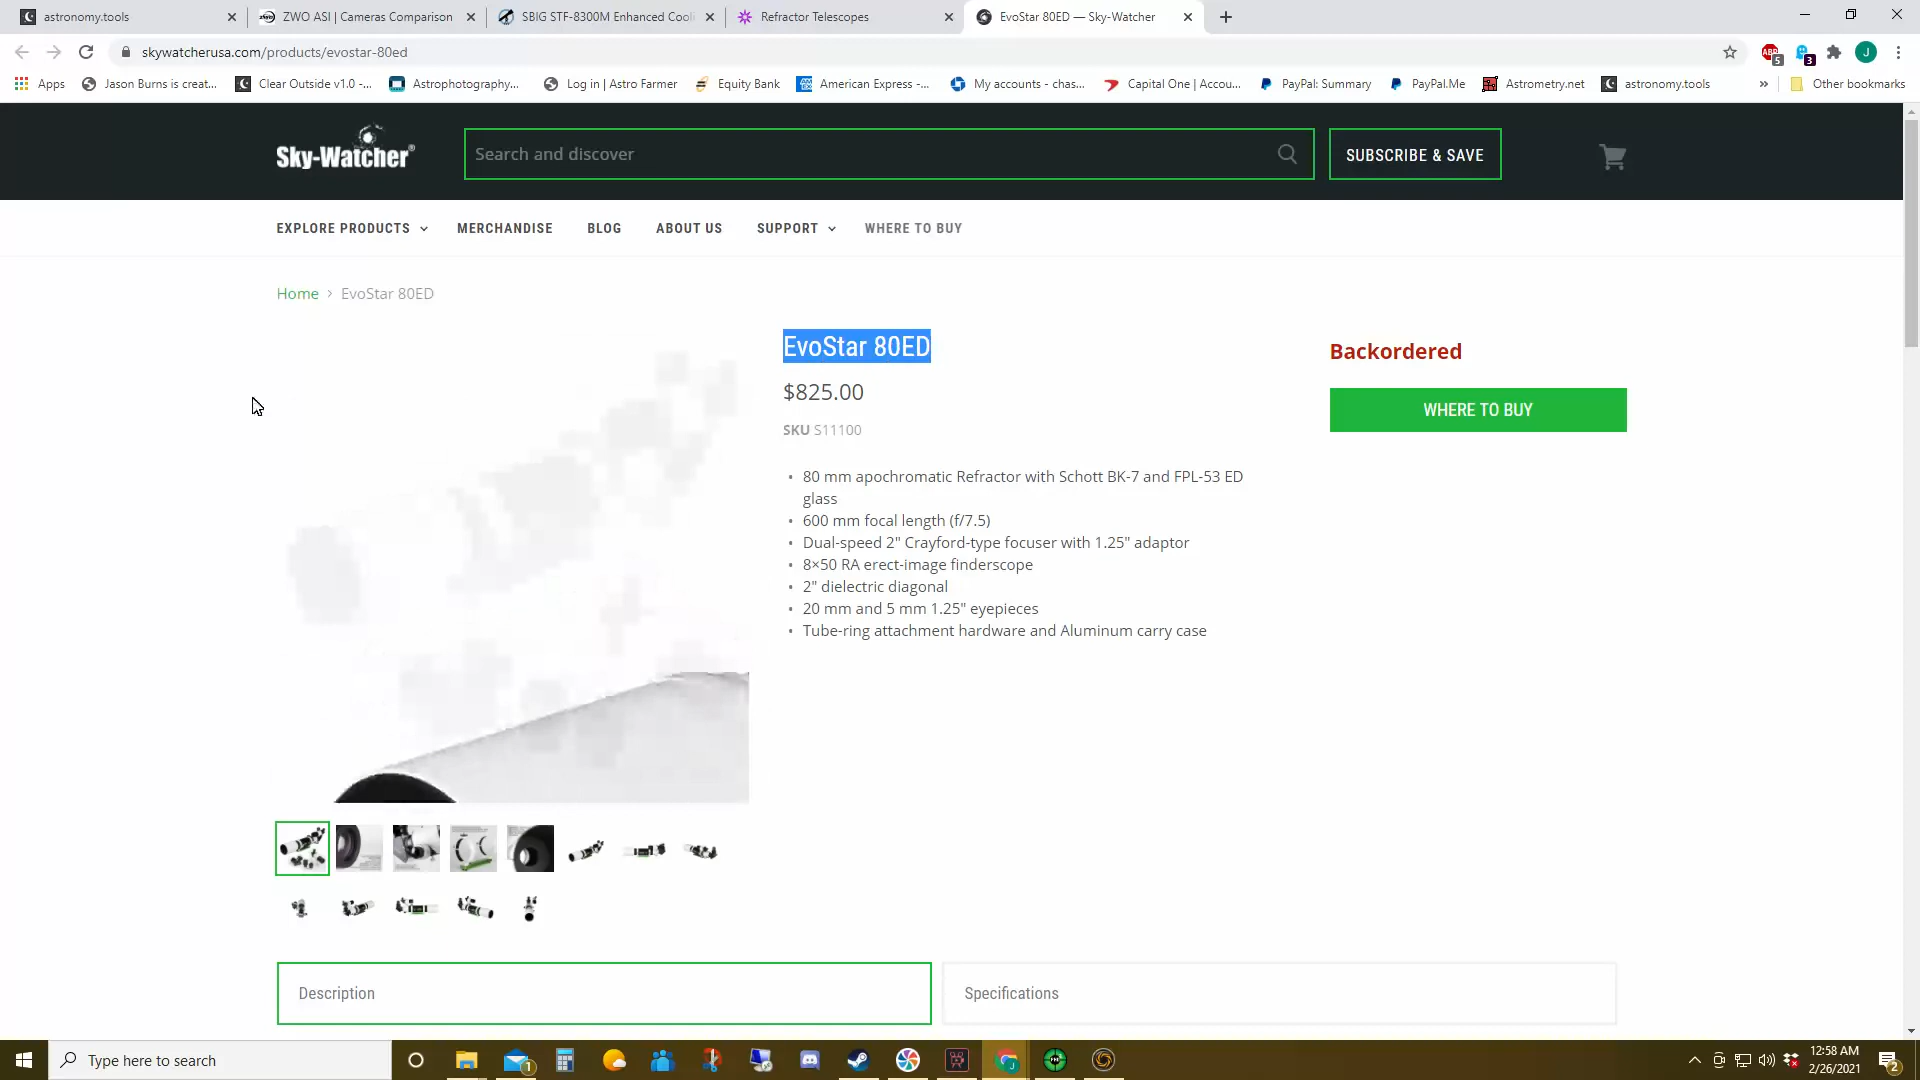 astronomy.tools
ZWO ASI | Cameras Comparison
SBIG STF-8300M Enhanced Cooli
Refractor Telescopes
EvoStar 80ED — Sky-Watcher
skywatcherusa.com/products/evostar-80ed
ABP
5
3
J
Apps
Jason Burns is creat...
Clear Outside v1.0 -...
Astrophotography...
Log in | Astro Farmer
Equity Bank
American Express -...
My accounts - chas...
Capital One | Accou...
PayPal: Summary
PayPal.Me
Astrometry.net
astronomy.tools
»
Other bookmarks
Sky-Watcher®
Search and discover
SUBSCRIBE & SAVE
EXPLORE PRODUCTS
MERCHANDISE
BLOG
ABOUT US
SUPPORT
WHERE TO BUY
Home › EvoStar 80ED
EvoStar 80ED
Backordered
$825.00
WHERE TO BUY
SKU S11100
• 80 mm apochromatic Refractor with Schott BK-7 and FPL-53 ED
glass
• 600 mm focal length (f/7.5)
• Dual-speed 2" Crayford-type focuser with 1.25" adaptor
• 8×50 RA erect-image finderscope
• 2" dielectric diagonal
• 20 mm and 5 mm 1.25" eyepieces
• Tube-ring attachment hardware and Aluminum carry case
Description
Specifications
Type here to search
1
J
12:58 AM
2/26/2021
2